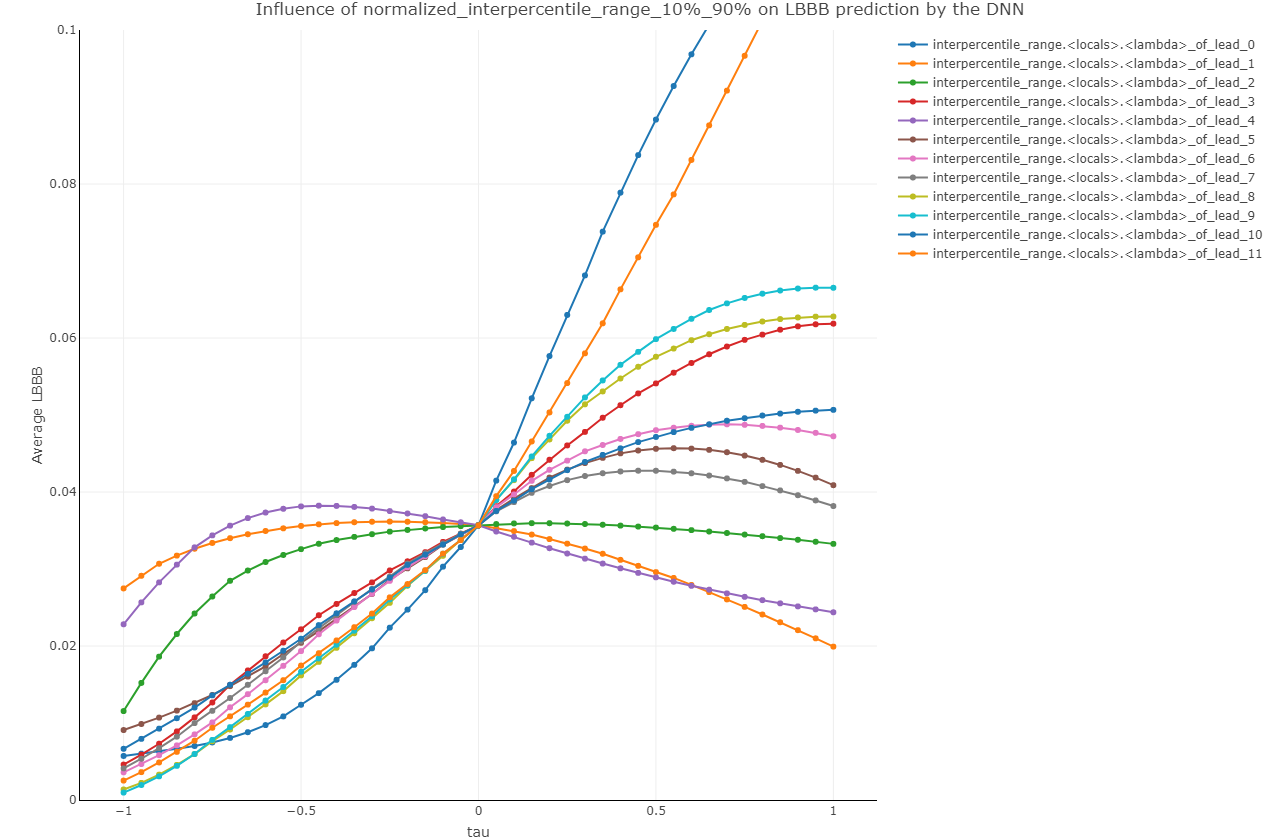 Influence of normalized_interpercentile_range_10%_90% on LBBB prediction by the DNN
0.1
0.08
0.06
0.04
0.02
0
Average LBBB
−1
−0.5
0
0.5
1
tau
interpercentile_range.<locals>.<lambda>_of_lead_0
interpercentile_range.<locals>.<lambda>_of_lead_1
interpercentile_range.<locals>.<lambda>_of_lead_2
interpercentile_range.<locals>.<lambda>_of_lead_3
interpercentile_range.<locals>.<lambda>_of_lead_4
interpercentile_range.<locals>.<lambda>_of_lead_5
interpercentile_range.<locals>.<lambda>_of_lead_6
interpercentile_range.<locals>.<lambda>_of_lead_7
interpercentile_range.<locals>.<lambda>_of_lead_8
interpercentile_range.<locals>.<lambda>_of_lead_9
interpercentile_range.<locals>.<lambda>_of_lead_10
interpercentile_range.<locals>.<lambda>_of_lead_11